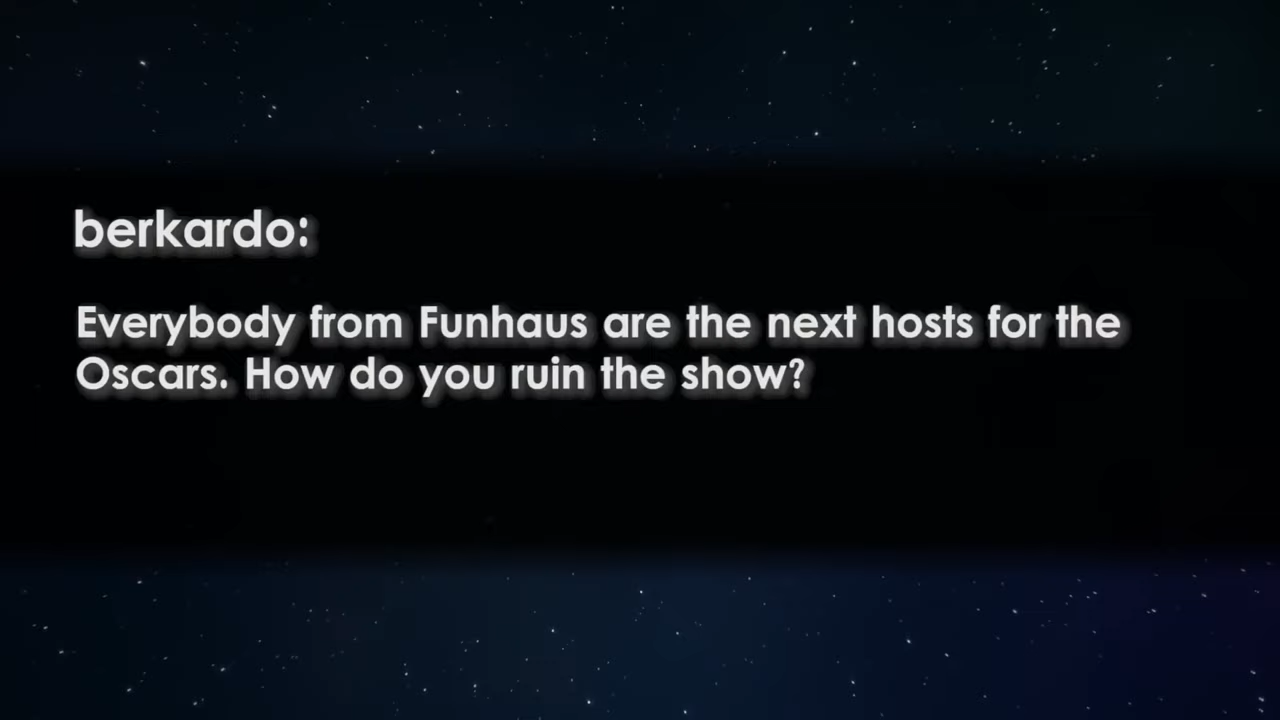 berkardo:
Everybody from Funhaus are the next hosts for the
Oscars. How do you ruin the show?